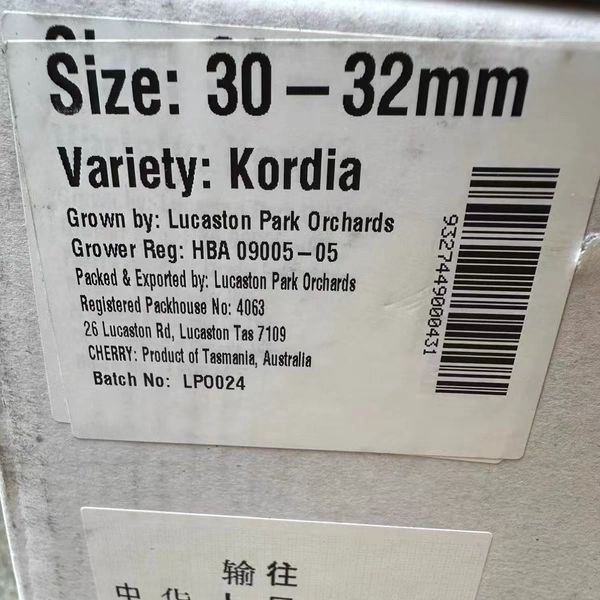 Size: 30 – 32mm
Variety: Kordia
Grown by: Lucaston Park Orchards
Grower Reg: HBA 09005-05
Packed & Exported by: Lucaston Park Orchards
Registered Packhouse No: 4063
26 Lucaston Rd, Lucaston Tas 7109
CHERRY: Product of Tasmania, Australia
Batch No: LP0024
9327449000431
输往
中华